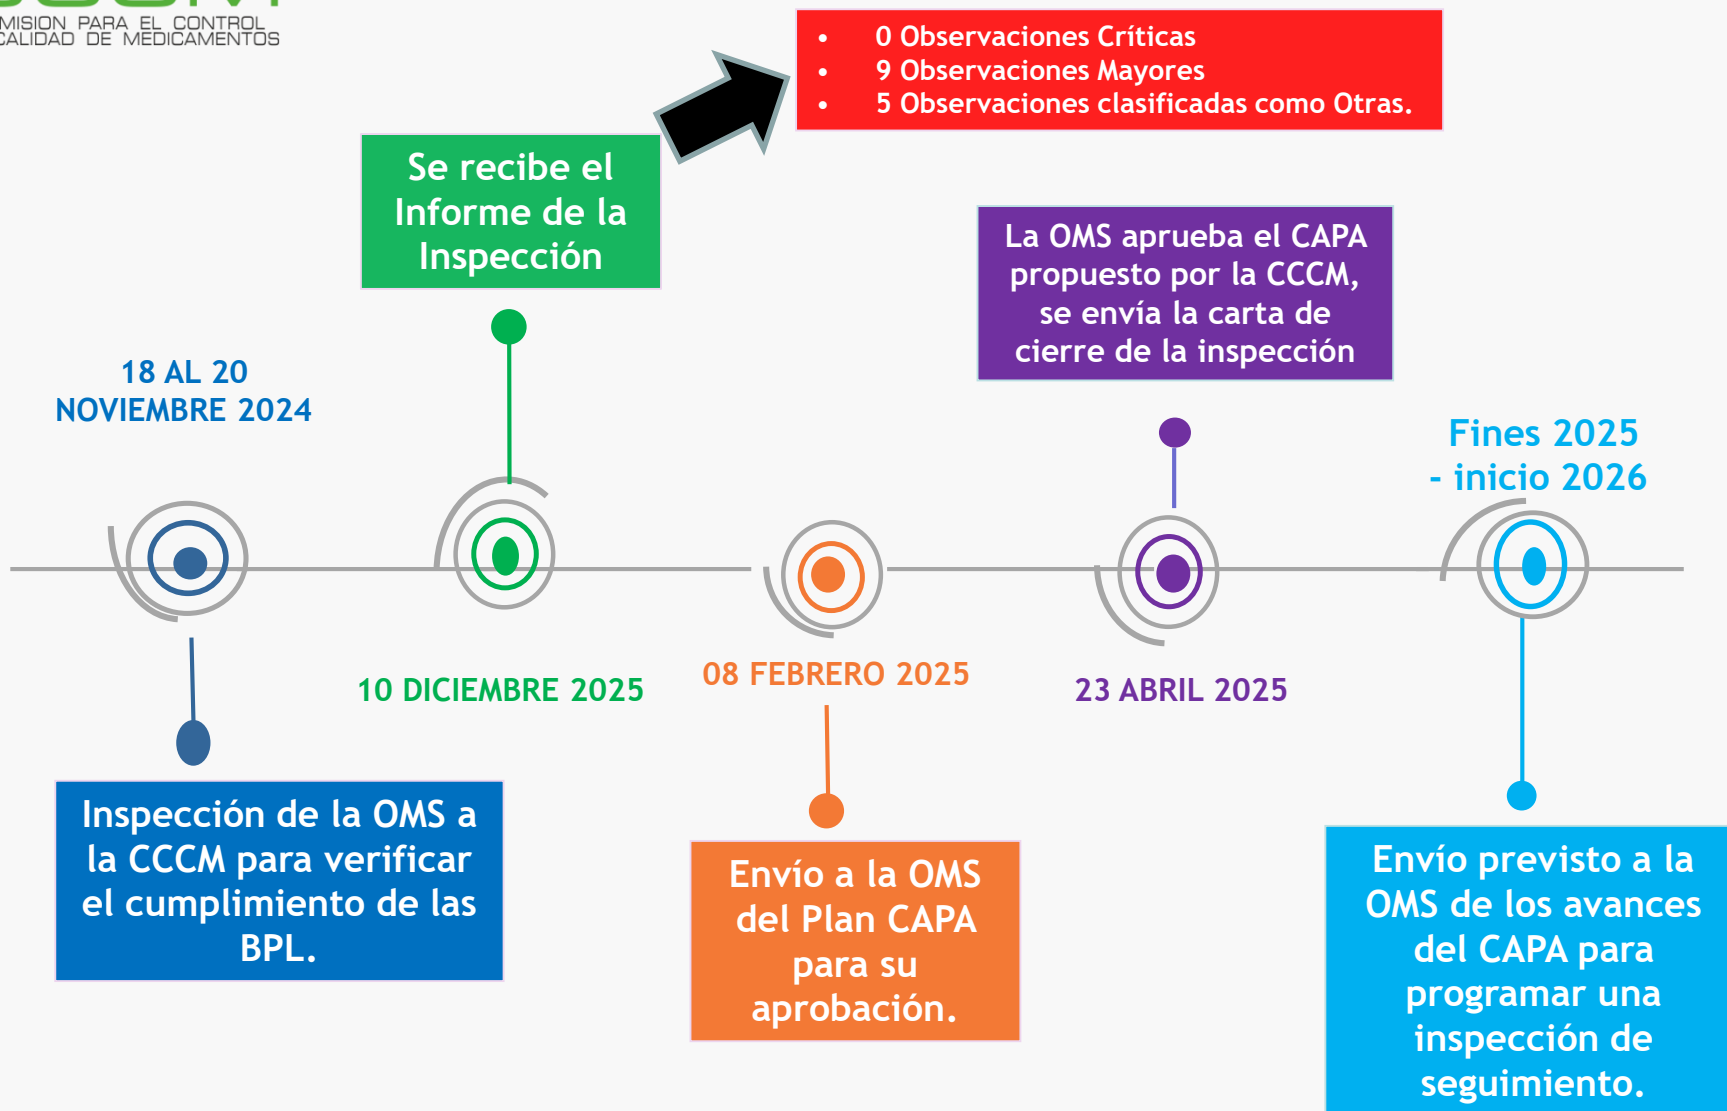 MISION PARA EL CONTROL
CALIDAD DE MEDICAMENTOS
• 0 Observaciones Críticas
• 9 Observaciones Mayores
• 5 Observaciones clasificadas como Otras.
Se recibe el
Informe de la
Inspección
La OMS aprueba el CAPA
propuesto por la CCCM,
se envía la carta de
cierre de la inspección
18 AL 20
NOVIEMBRE 2024
Fines 2025
- inicio 2026
10 DICIEMBRE 2025
08 FEBRERO 2025
23 ABRIL 2025
Inspección de la OMS a
la CCCM para verificar
el cumplimiento de las
BPL.
Envío a la OMS
del Plan CAPA
para su
aprobación.
Envío previsto a la
OMS de los avances
del CAPA para
programar una
inspección de
seguimiento.